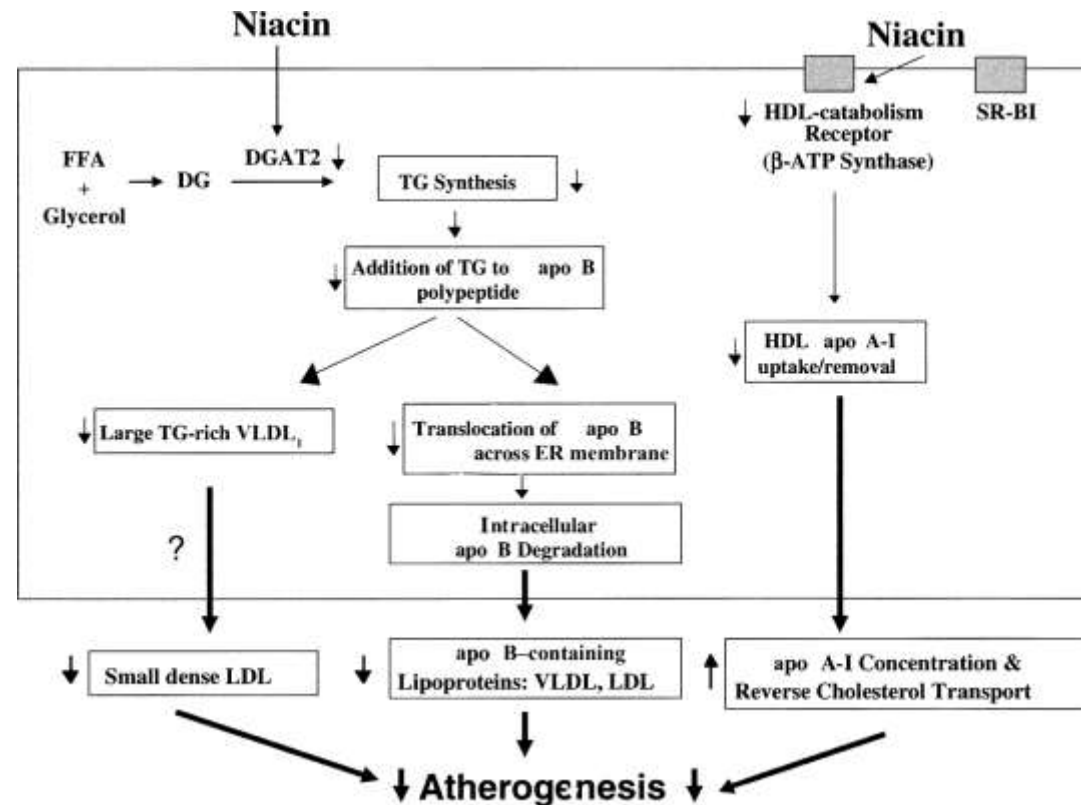 Niacin
Niacin
HDL-catabolism
Receptor
(β-ATP Synthase)
SR-BI
FFA
+
Glycerol
DG
DGAT2
TG Synthesis
Addition of TG to apo B
polypeptide
HDL apo A-I
uptake/removal
Large TG-rich VLDL1
Translocation of apo B
across ER membrane
Intracellular
apo B Degradation
?
Small dense LDL
apo B–containing
Lipoproteins: VLDL, LDL
apo A-I Concentration &
Reverse Cholesterol Transport
Atherogenesis